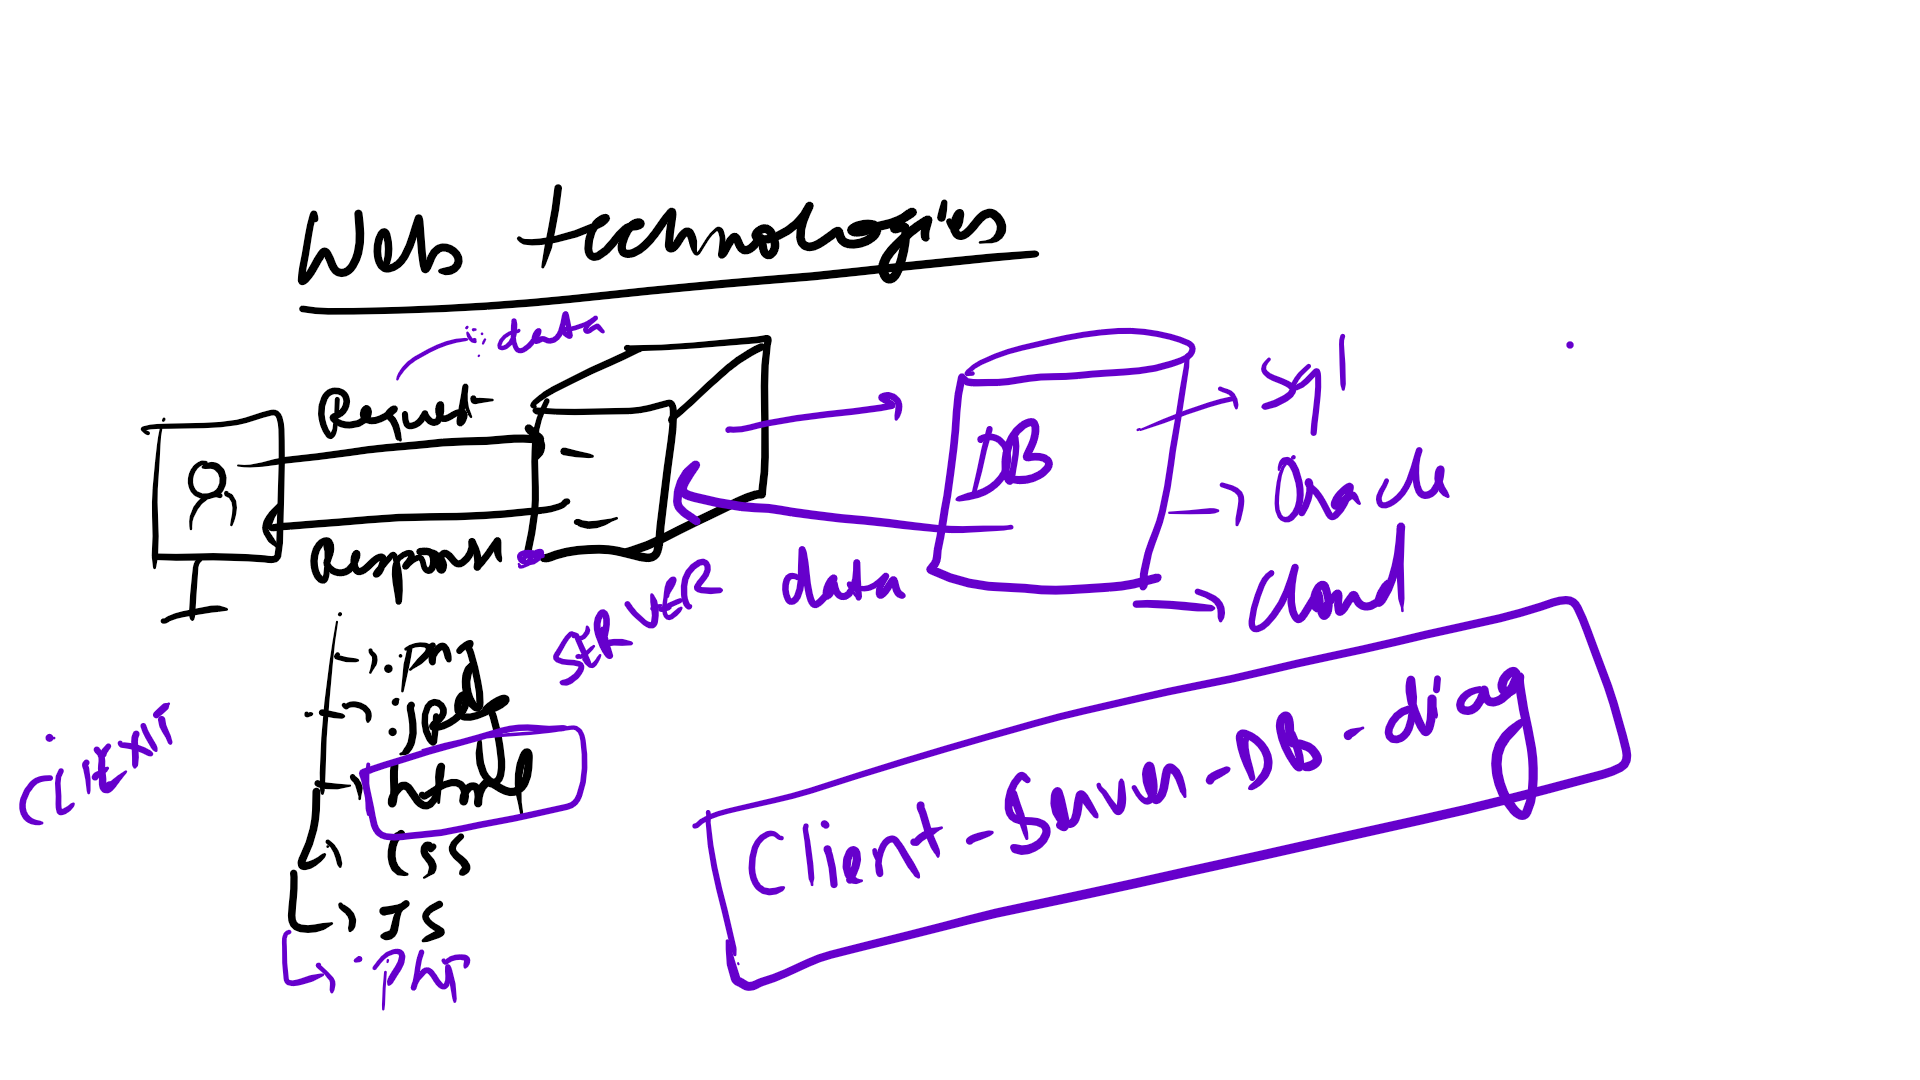 Web technologies
data
Request
Response
DB
sql
Oracle
Cloud
data
SERVER
CLIENT
.png
.jpeg
html
CSS
JS
PHP
Client-Server-DB-diag